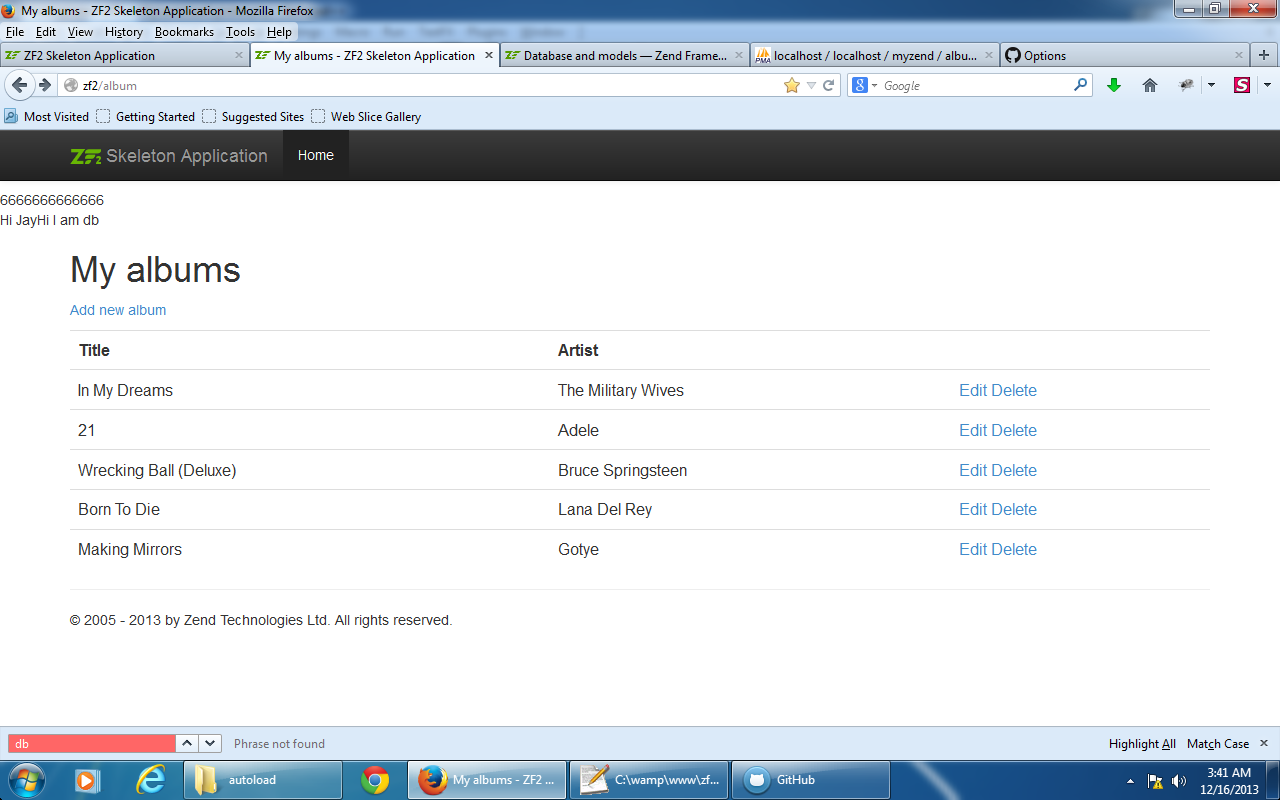 My albums - ZF2 Skeleton Application - Mozilla Firefox
File Edit View History Bookmarks Tools Help
ZF2 Skeleton Application
My albums - ZF2 Skeleton Application
Database and models — Zend Frame...
PMA localhost / localhost / myzend / albu...
Options
zf2/album
8 Google S
Most Visited Getting Started Suggested Sites Web Slice Gallery
ZF2 Skeleton Application Home
6666666666666
Hi JayHi I am db
My albums
Add new album
Title Artist
In My Dreams The Military Wives Edit Delete
21 Adele Edit Delete
Wrecking Ball (Deluxe) Bruce Springsteen Edit Delete
Born To Die Lana Del Rey Edit Delete
Making Mirrors Gotye Edit Delete
© 2005 - 2013 by Zend Technologies Ltd. All rights reserved.
db Phrase not found Highlight All Match Case
autoload My albums - ZF2 ... C:\wamp\www\zf... GitHub
3:41 AM
12/16/2013